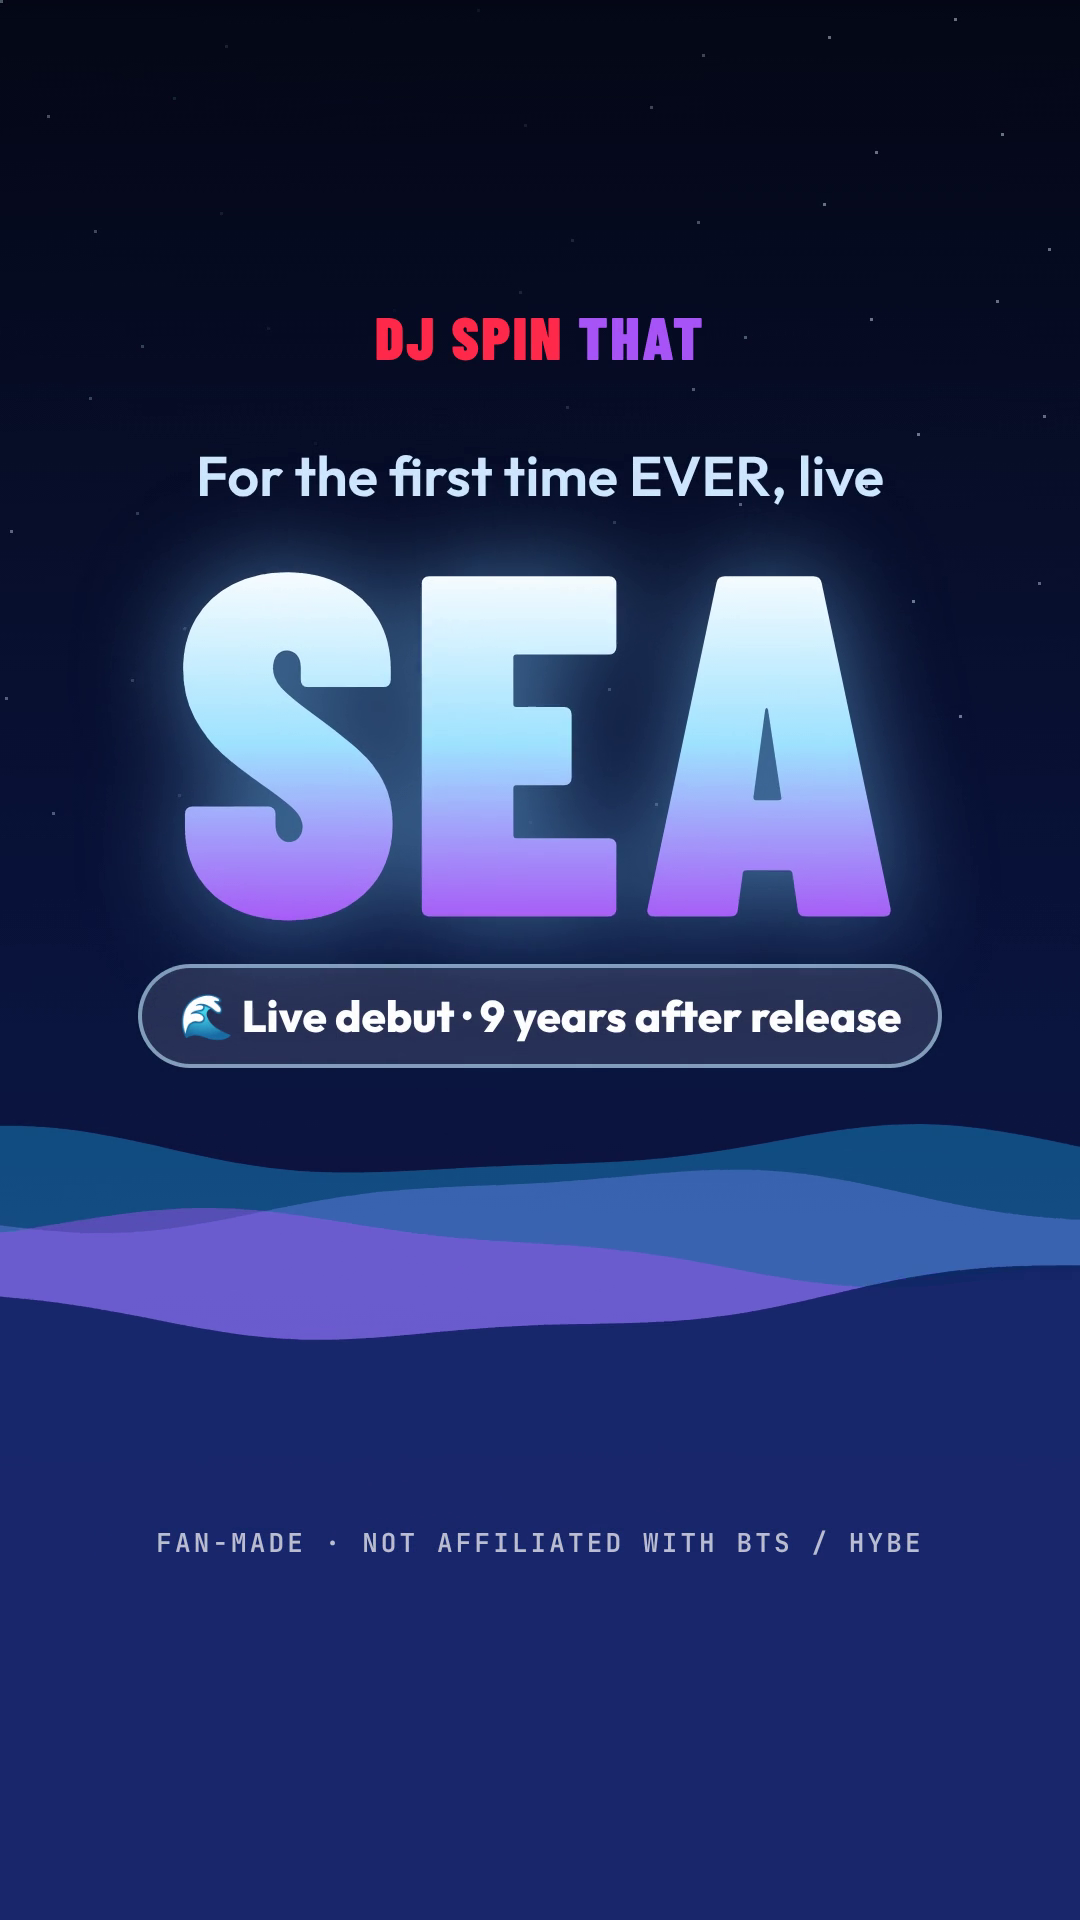 DJ SPIN THAT
For the first time EVER, live
SEA
🌊 Live debut · 9 years after release
FAN-MADE · NOT AFFILIATED WITH BTS / HYBE